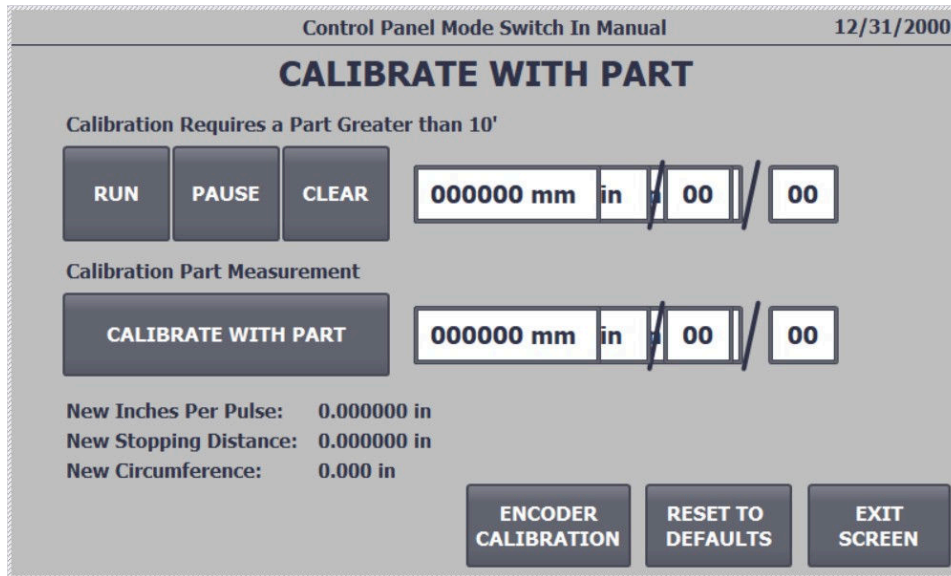 Control Panel Mode Switch In Manual 12/31/2000
CALIBRATE WITH PART
Calibration Requires a Part Greater than 10'
RUN PAUSE CLEAR 000000 mm in / 00 / 00
Calibration Part Measurement
CALIBRATE WITH PART 000000 mm in / 00 / 00
New Inches Per Pulse: 0.000000 in
New Stopping Distance: 0.000000 in
New Circumference: 0.000 in
ENCODER CALIBRATION RESET TO DEFAULTS EXIT SCREEN